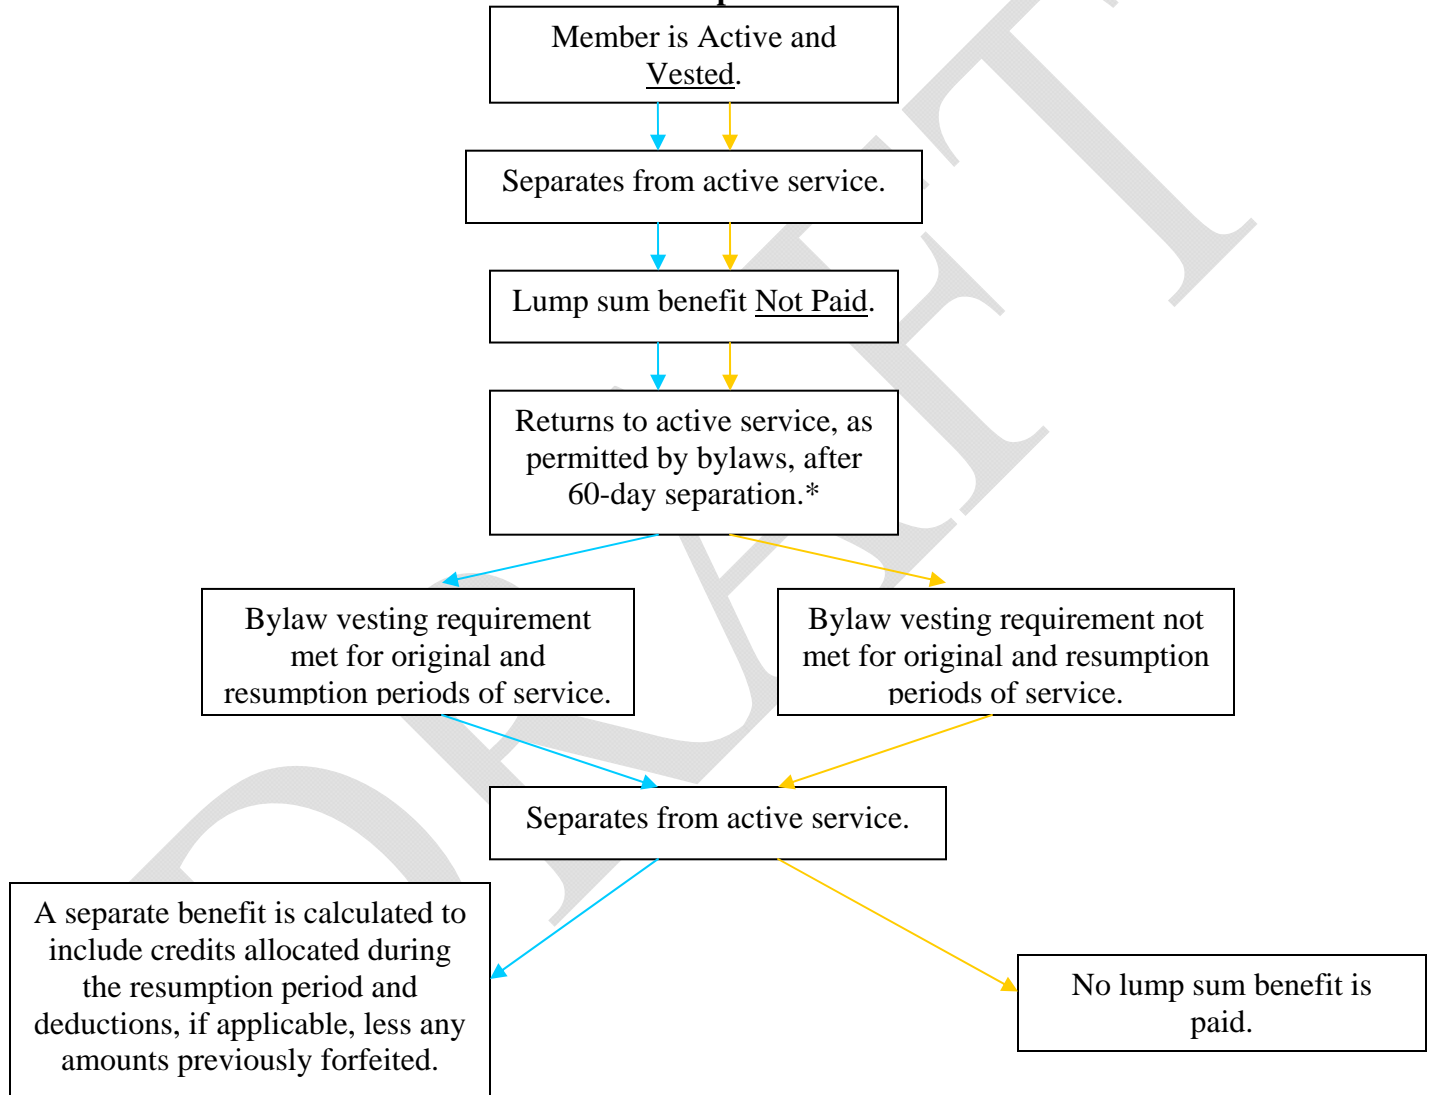 Member is Active and
Vested.
Separates from active service.
Lump sum benefit Not Paid.
Returns to active service, as
permitted by bylaws, after
60-day separation.*
Bylaw vesting requirement
met for original and
resumption periods of service.
Bylaw vesting requirement not
met for original and resumption
periods of service.
Separates from active service.
A separate benefit is calculated to
include credits allocated during
the resumption period and
deductions, if applicable, less any
amounts previously forfeited.
No lump sum benefit is
paid.
DRAFT